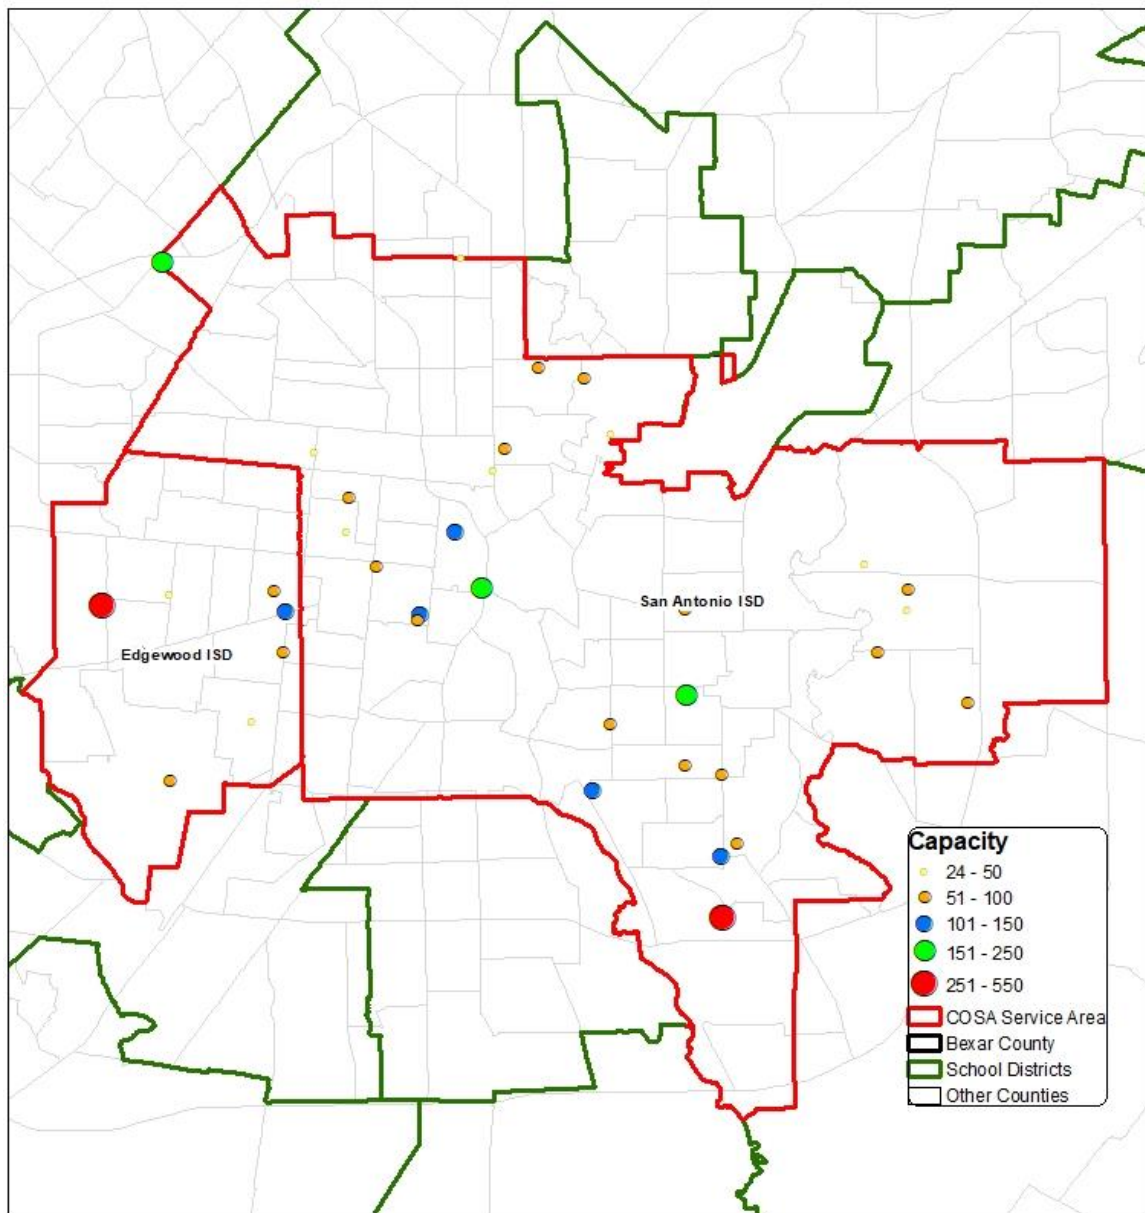 San Antonio ISD
Edgewood ISD
Capacity
24 - 50
51 - 100
101 - 150
151 - 250
251 - 550
COSA Service Area
Bexar County
School Districts
Other Counties